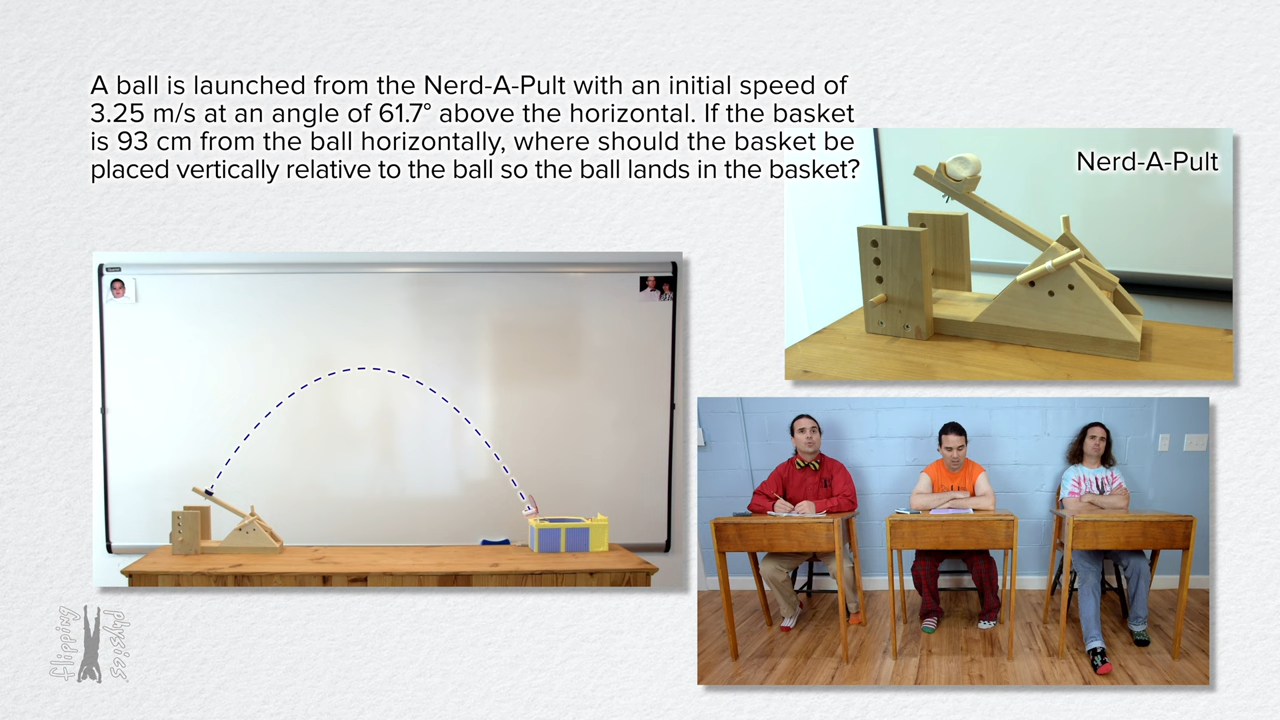 A ball is launched from the Nerd-A-Pult with an initial speed of
3.25 m/s at an angle of 61.7° above the horizontal. If the basket
is 93 cm from the ball horizontally, where should the basket be
placed vertically relative to the ball so the ball lands in the basket?
Nerd-A-Pult
flipping
physics